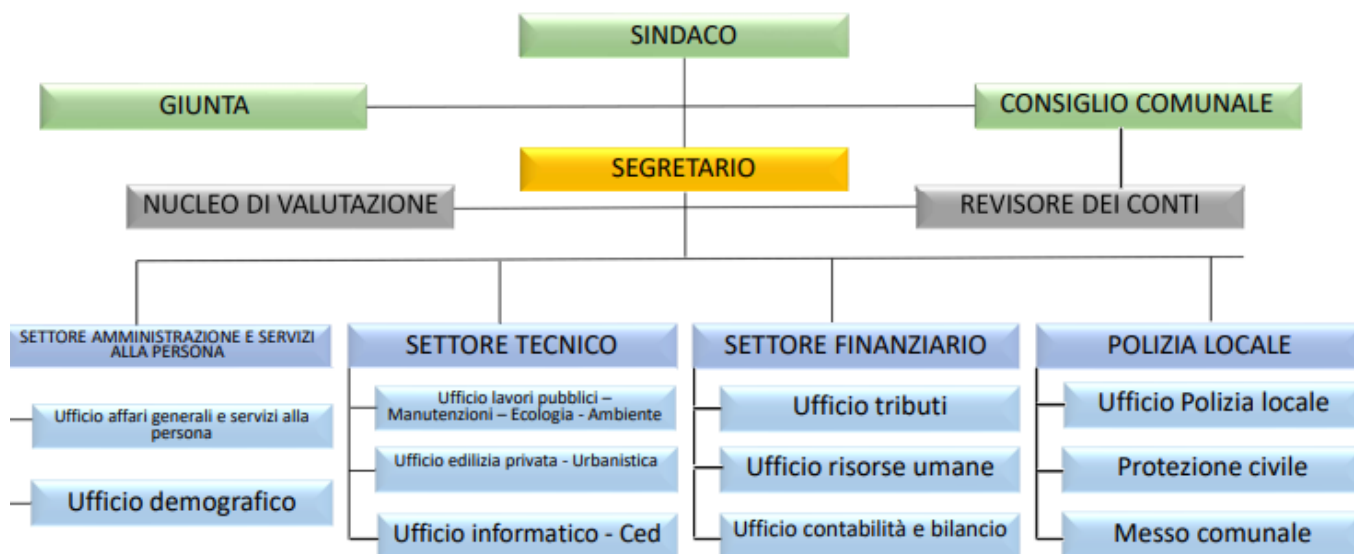 SINDACO
GIUNTA
CONSIGLIO COMUNALE
SEGRETARIO
NUCLEO DI VALUTAZIONE
REVISORE DEI CONTI
SETTORE AMMINISTRAZIONE E SERVIZI
ALLA PERSONA
Ufficio affari generali e servizi alla
persona
Ufficio demografico
SETTORE TECNICO
Ufficio lavori pubblici –
Manutenzioni – Ecologia - Ambiente
Ufficio edilizia privata - Urbanistica
Ufficio informatico - Ced
SETTORE FINANZIARIO
Ufficio tributi
Ufficio risorse umane
Ufficio contabilità e bilancio
POLIZIA LOCALE
Ufficio Polizia locale
Protezione civile
Messo comunale